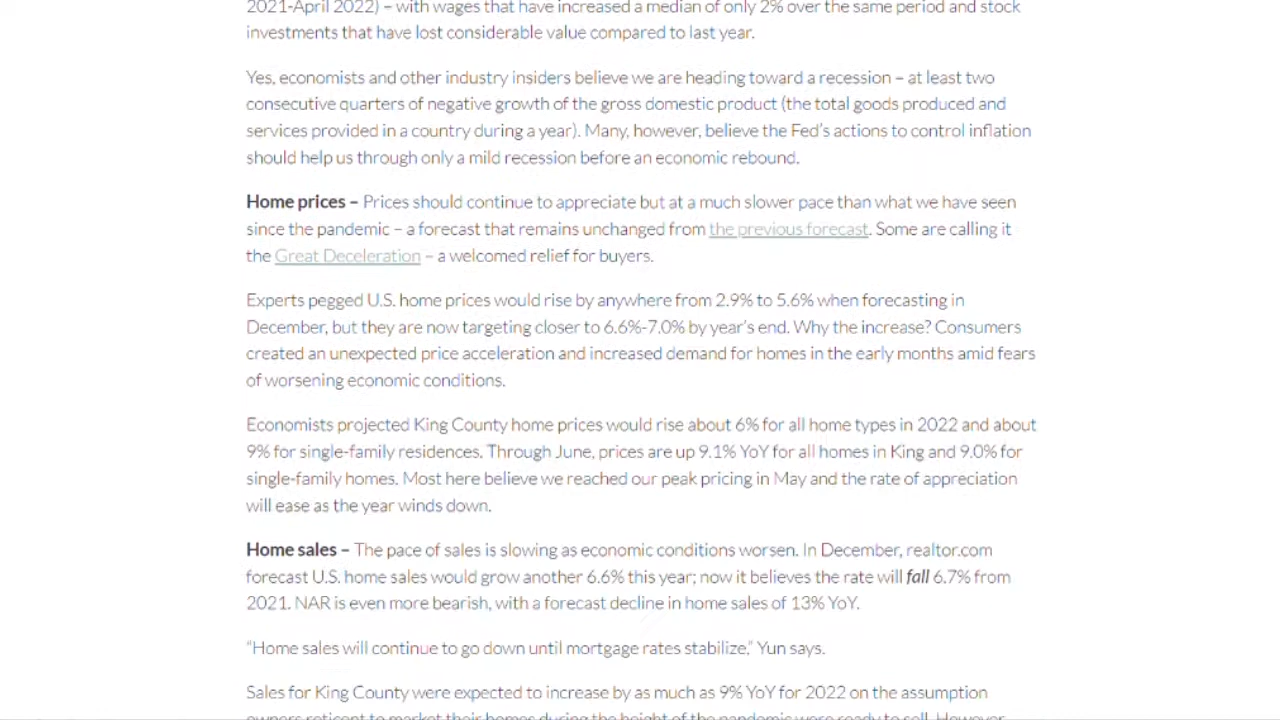 2021-April 2022) – with wages that have increased a median of only 2% over the same period and stock
investments that have lost considerable value compared to last year.
Yes, economists and other industry insiders believe we are heading toward a recession – at least two
consecutive quarters of negative growth of the gross domestic product (the total goods produced and
services provided in a country during a year). Many, however, believe the Fed's actions to control inflation
should help us through only a mild recession before an economic rebound.
Home prices – Prices should continue to appreciate but at a much slower pace than what we have seen
since the pandemic – a forecast that remains unchanged from the previous forecast. Some are calling it
the Great Deceleration – a welcomed relief for buyers.
Experts pegged U.S. home prices would rise by anywhere from 2.9% to 5.6% when forecasting in
December, but they are now targeting closer to 6.6%-7.0% by year's end. Why the increase? Consumers
created an unexpected price acceleration and increased demand for homes in the early months amid fears
of worsening economic conditions.
Economists projected King County home prices would rise about 6% for all home types in 2022 and about
9% for single-family residences. Through June, prices are up 9.1% YoY for all homes in King and 9.0% for
single-family homes. Most here believe we reached our peak pricing in May and the rate of appreciation
will ease as the year winds down.
Home sales – The pace of sales is slowing as economic conditions worsen. In December, realtor.com
forecast U.S. home sales would grow another 6.6% this year; now it believes the rate will fall 6.7% from
2021. NAR is even more bearish, with a forecast decline in home sales of 13% YoY.
"Home sales will continue to go down until mortgage rates stabilize," Yun says.
Sales for King County were expected to increase by as much as 9% YoY for 2022 on the assumption
owners reticent to market their homes during the height of the pandemic were ready to sell. However